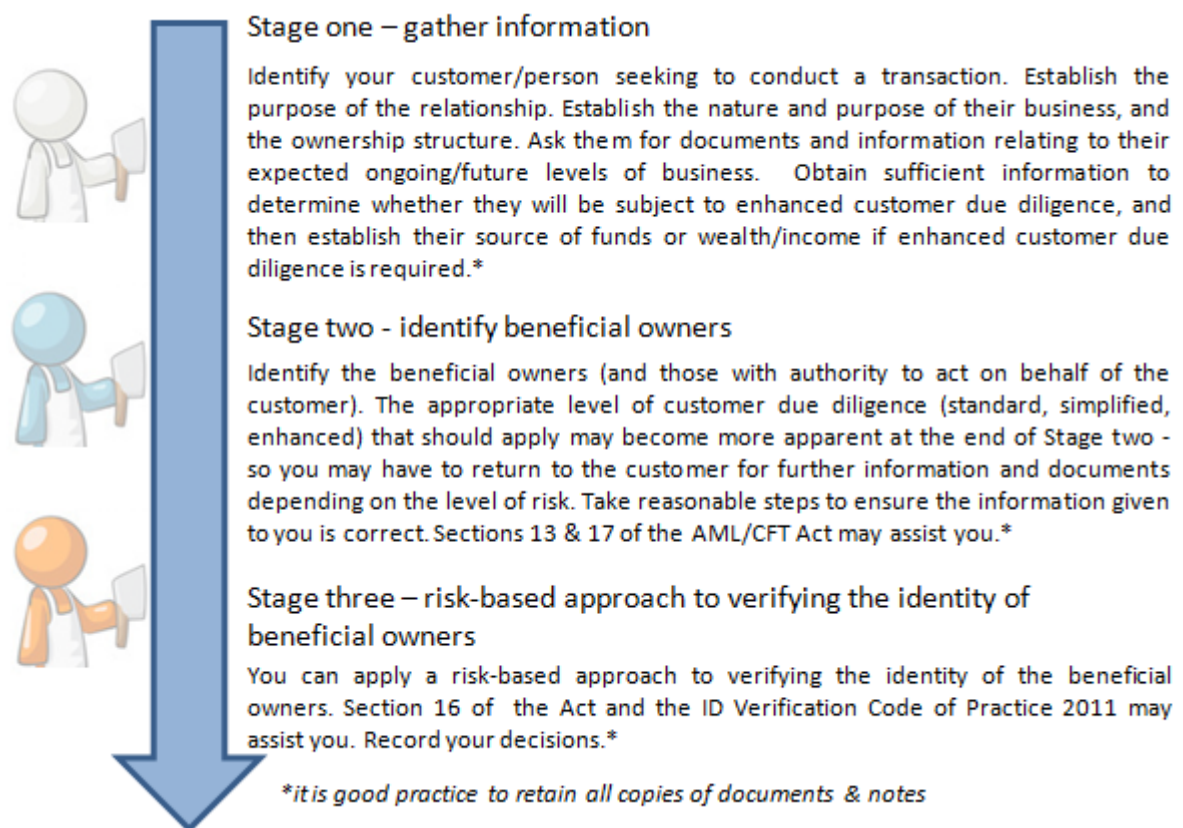 Stage one – gather information
Identify your customer/person seeking to conduct a transaction. Establish the
purpose of the relationship. Establish the nature and purpose of their business, and
the ownership structure. Ask them for documents and information relating to their
expected ongoing/future levels of business. Obtain sufficient information to
determine whether they will be subject to enhanced customer due diligence, and
then establish their source of funds or wealth/income if enhanced customer due
diligence is required.*
Stage two - identify beneficial owners
Identify the beneficial owners (and those with authority to act on behalf of the
customer). The appropriate level of customer due diligence (standard, simplified,
enhanced) that should apply may become more apparent at the end of Stage two -
so you may have to return to the customer for further information and documents
depending on the level of risk. Take reasonable steps to ensure the information given
to you is correct. Sections 13 & 17 of the AML/CFT Act may assist you.*
Stage three – risk-based approach to verifying the identity of
beneficial owners
You can apply a risk-based approach to verifying the identity of the beneficial
owners. Section 16 of the Act and the ID Verification Code of Practice 2011 may
assist you. Record your decisions.*
*it is good practice to retain all copies of documents & notes